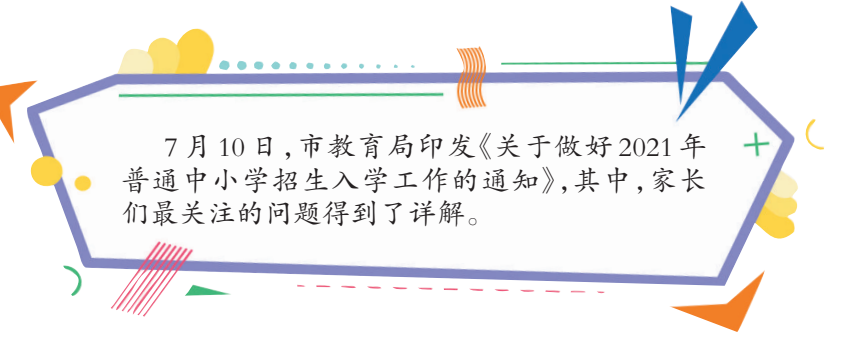 7月10日,市教育局印发《关于做好2021年
普通中小学招生入学工作的通知》,其中,家长
们最关注的问题得到了详解。